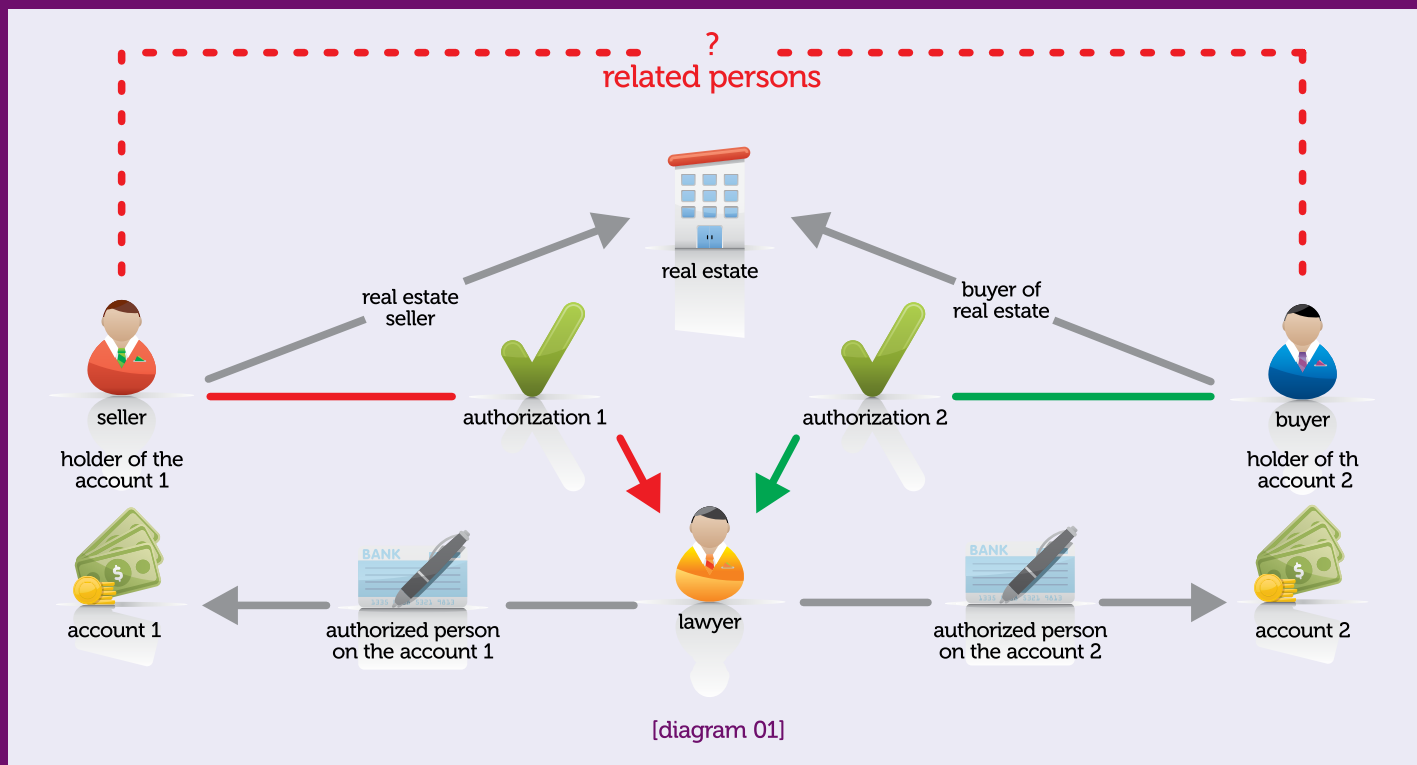 ?
related persons
real estate
real estate
seller
buyer of
real estate
seller
authorization 1
authorization 2
buyer
holder of the
account 1
holder of th
account 2
BANK
BANK
$
$
account 1
authorized person
on the account 1
lawyer
authorized person
on the account 2
account 2
[diagram 01]